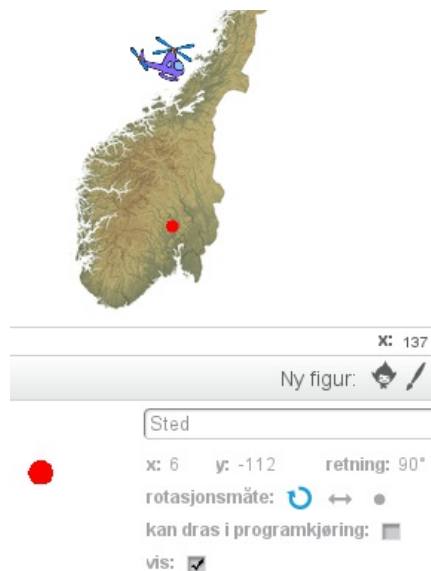 x: 137
Ny figur:
Sted
x: 6 y: -112 retning: 90°
rotasjonsmåte:
kan dras i programkjøring:
vis: